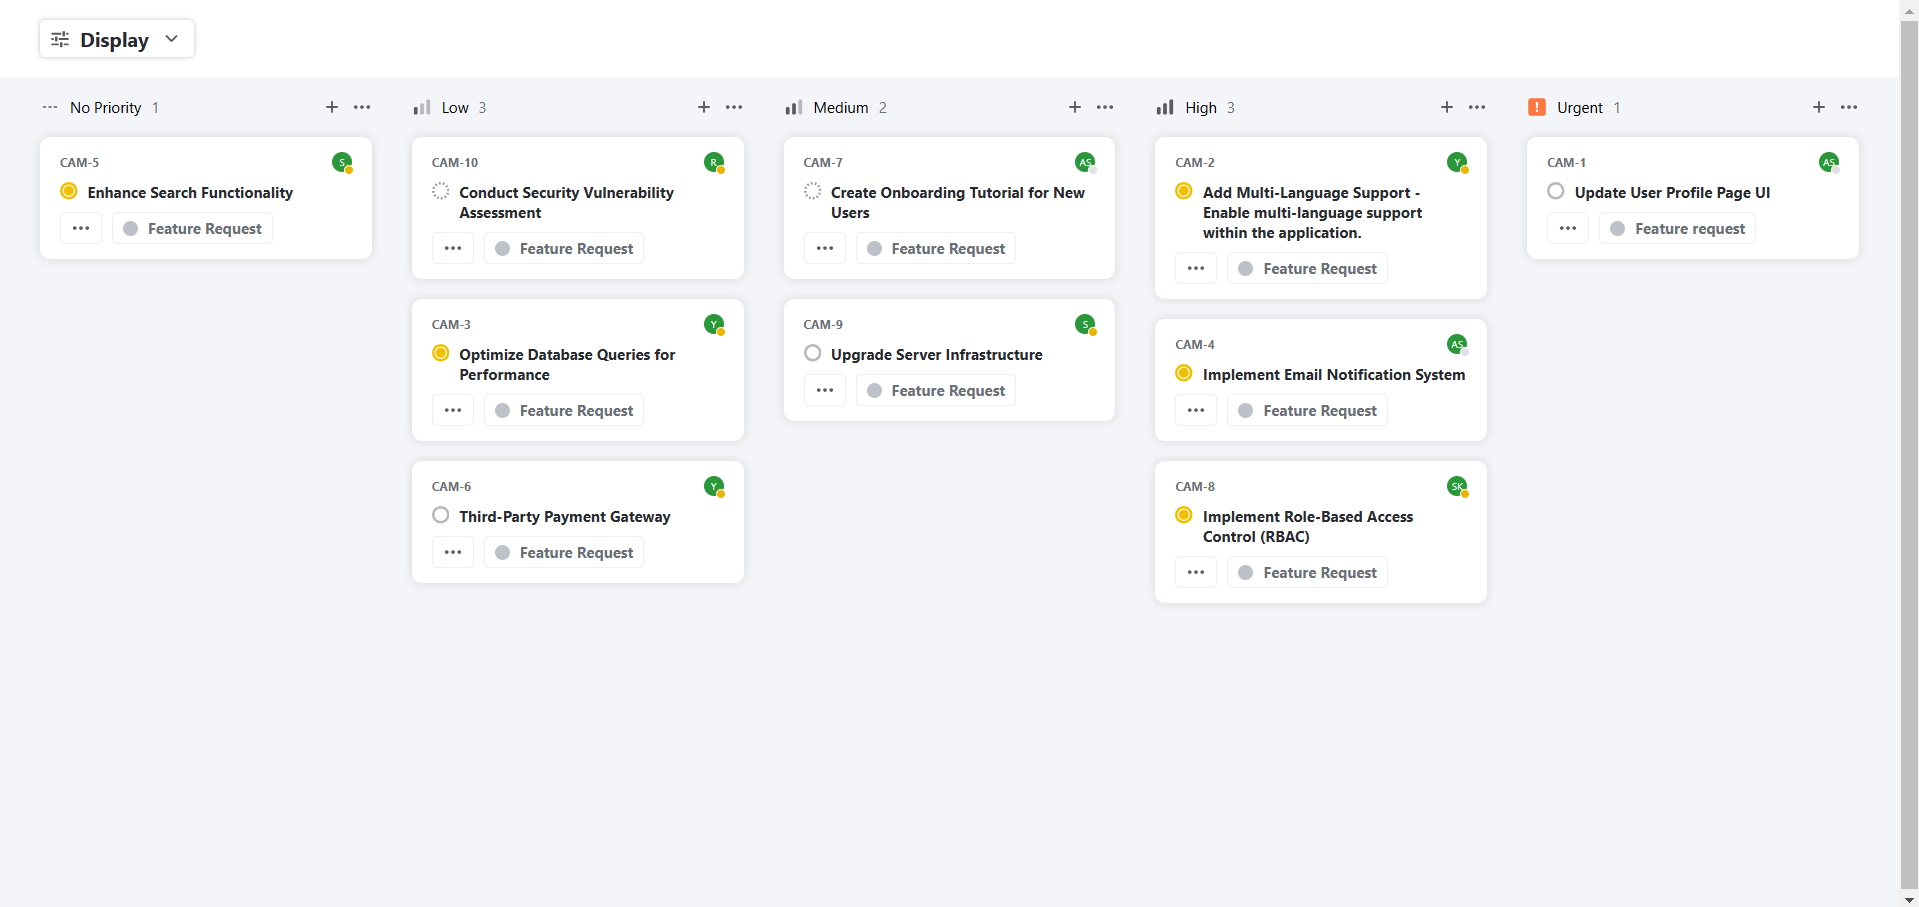 Display
No Priority 1
CAM-5
S
Enhance Search Functionality
Feature Request
Low 3
CAM-10
R
Conduct Security Vulnerability
Assessment
Feature Request
CAM-3
Y
Optimize Database Queries for
Performance
Feature Request
CAM-6
Y
Third-Party Payment Gateway
Feature Request
Medium 2
CAM-7
AS
Create Onboarding Tutorial for New
Users
Feature Request
CAM-9
S
Upgrade Server Infrastructure
Feature Request
High 3
CAM-2
Y
Add Multi-Language Support -
Enable multi-language support
within the application.
Feature Request
CAM-4
AS
Implement Email Notification System
Feature Request
CAM-8
SK
Implement Role-Based Access
Control (RBAC)
Feature Request
! Urgent 1
CAM-1
AS
Update User Profile Page UI
Feature request